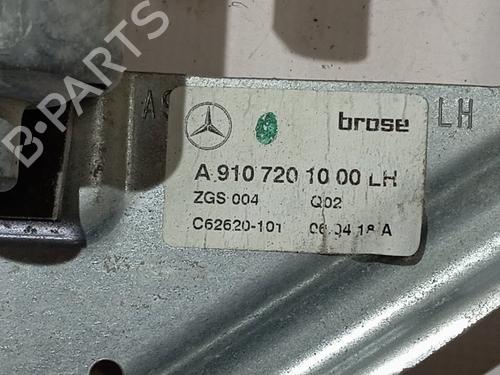 brose
LH
A 910 720 10 00 LH
ZGS 004 Q02
C62620-101 06.04.18 A
B-PARTS